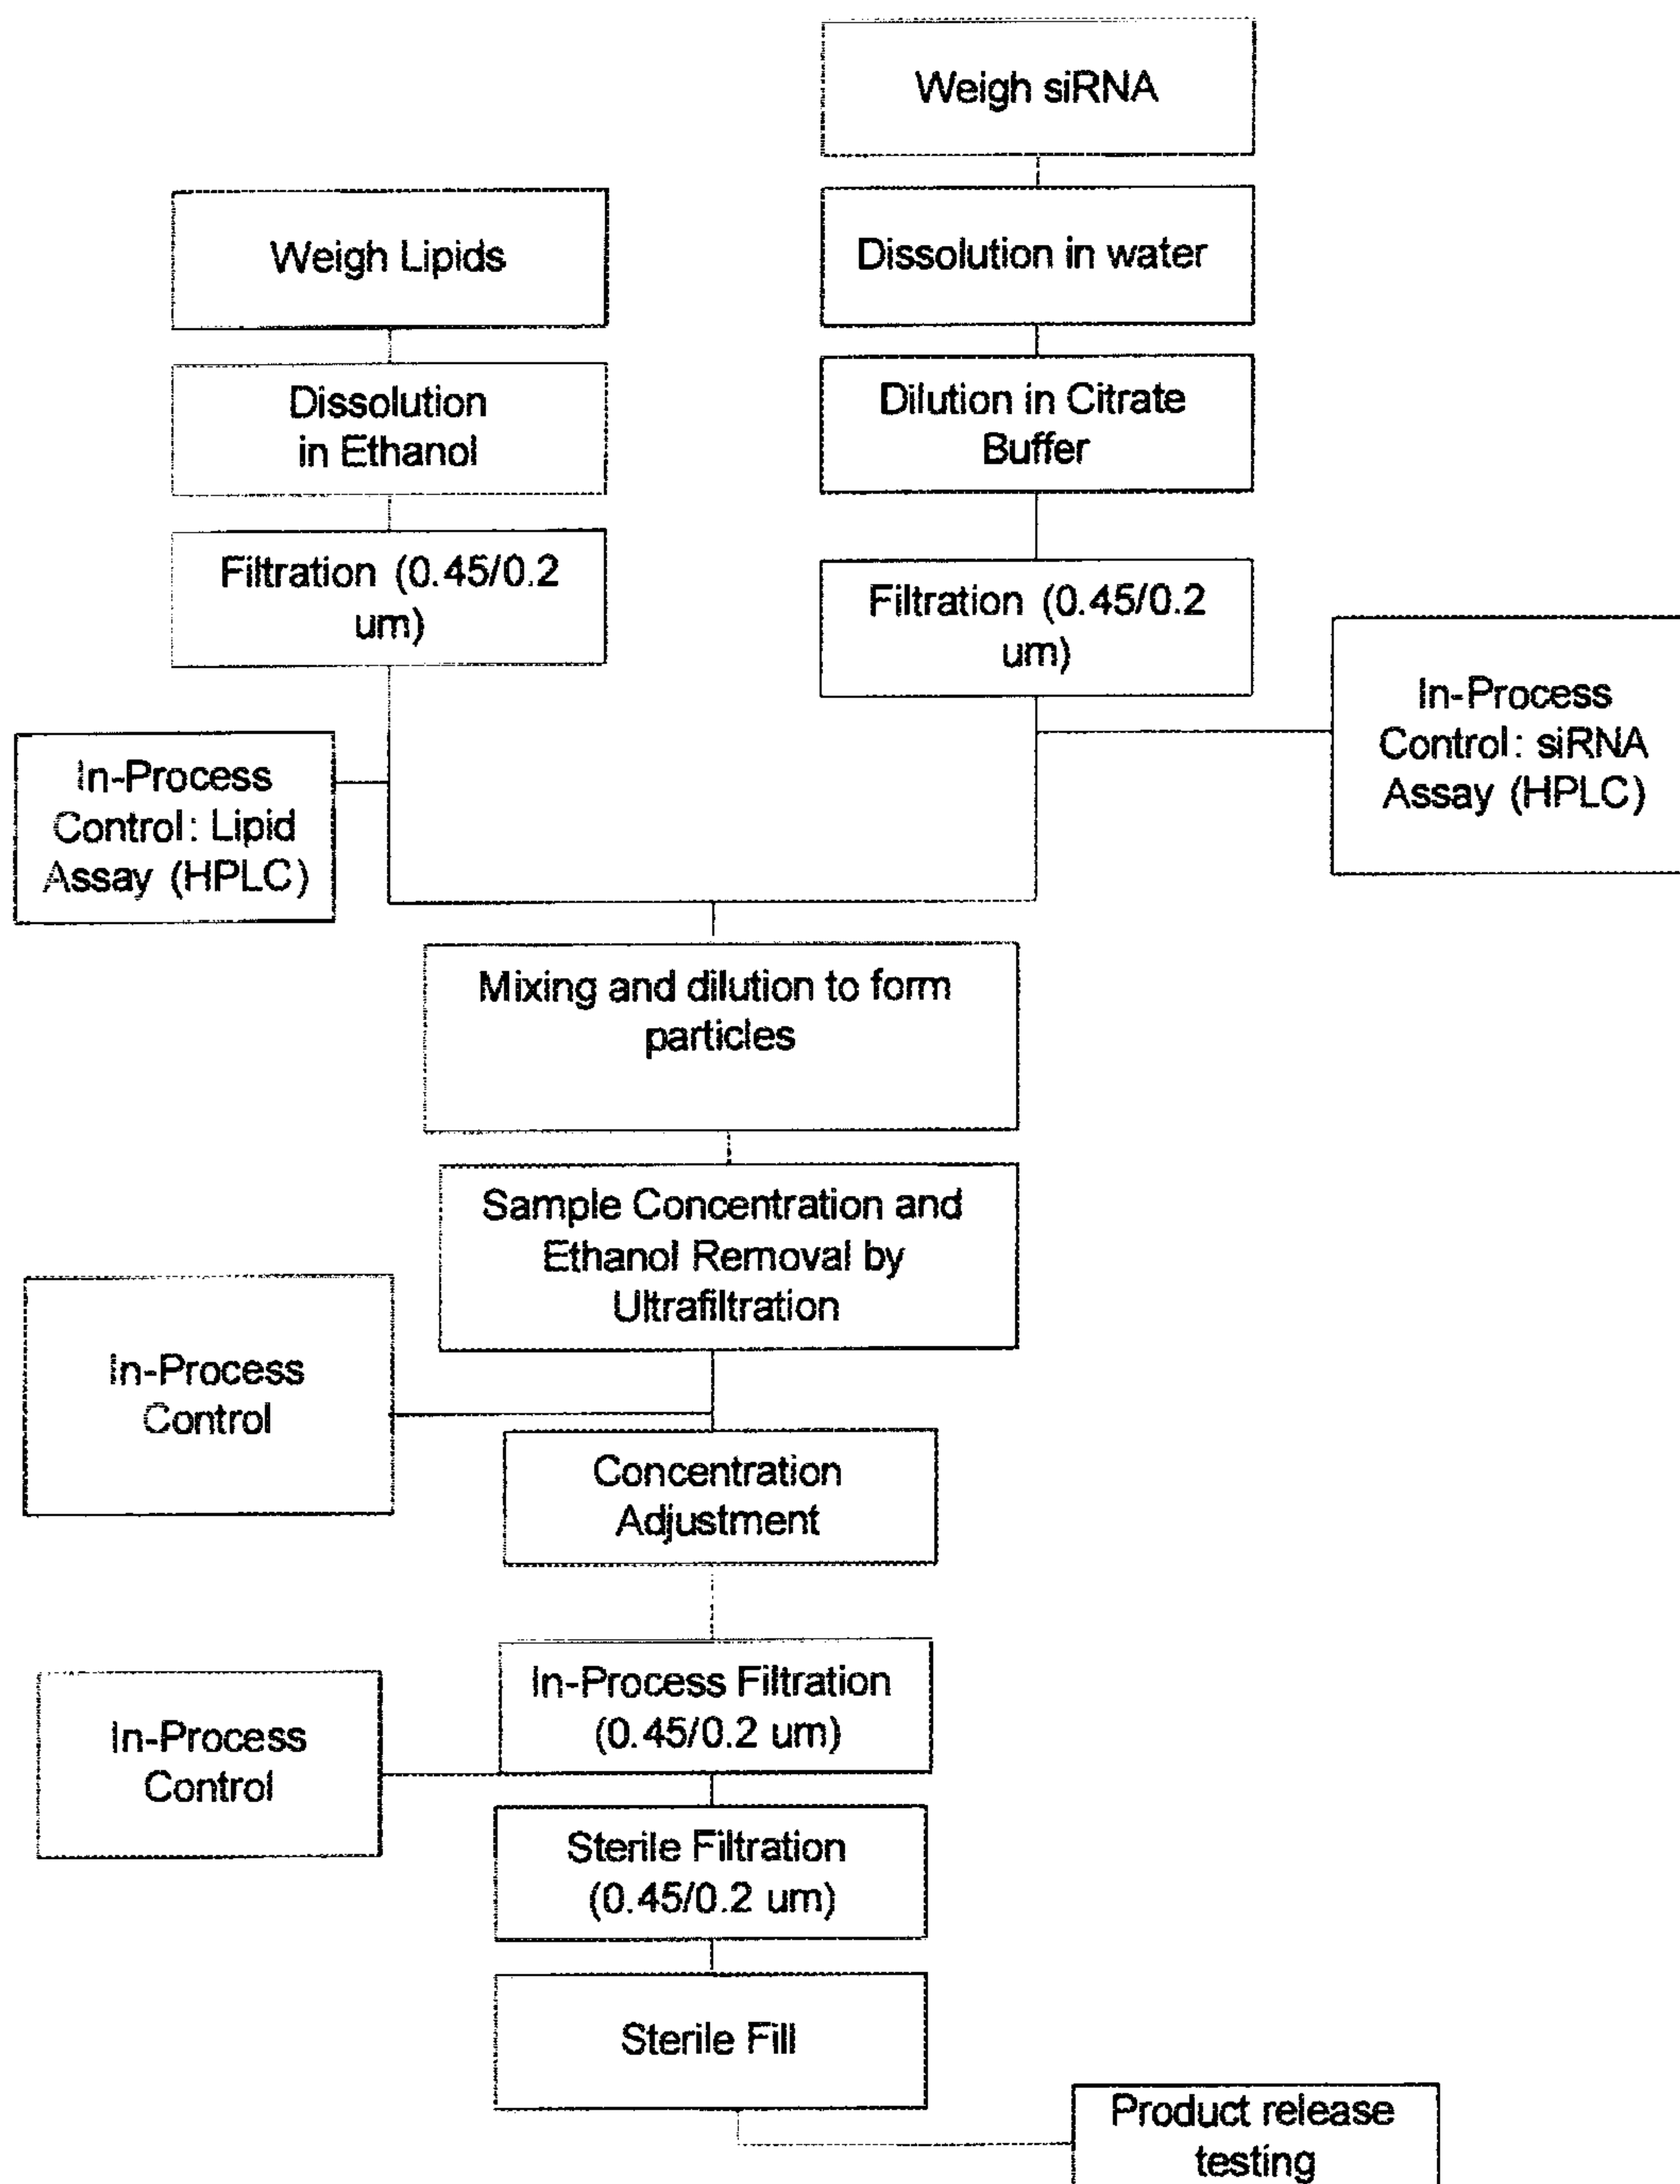 Weigh siRNA
Weigh Lipids
Dissolution in water
Dissolution
in Ethanol
Dilution in Citrate
Buffer
Filtration (0.45/0.2
um)
Filtration (0.45/0.2
um)
In-Process
Control: Lipid
Assay (HPLC)
In-Process
Control: siRNA
Assay (HPLC)
Mixing and dilution to form
particles
Sample Concentration and
Ethanol Removal by
Ultrafiltration
In-Process
Control
Concentration
Adjustment
In-Process Filtration
(0.45/0.2 um)
In-Process
Control
Sterile Filtration
(0.45/0.2 um)
Sterile Fill
Product release
testing